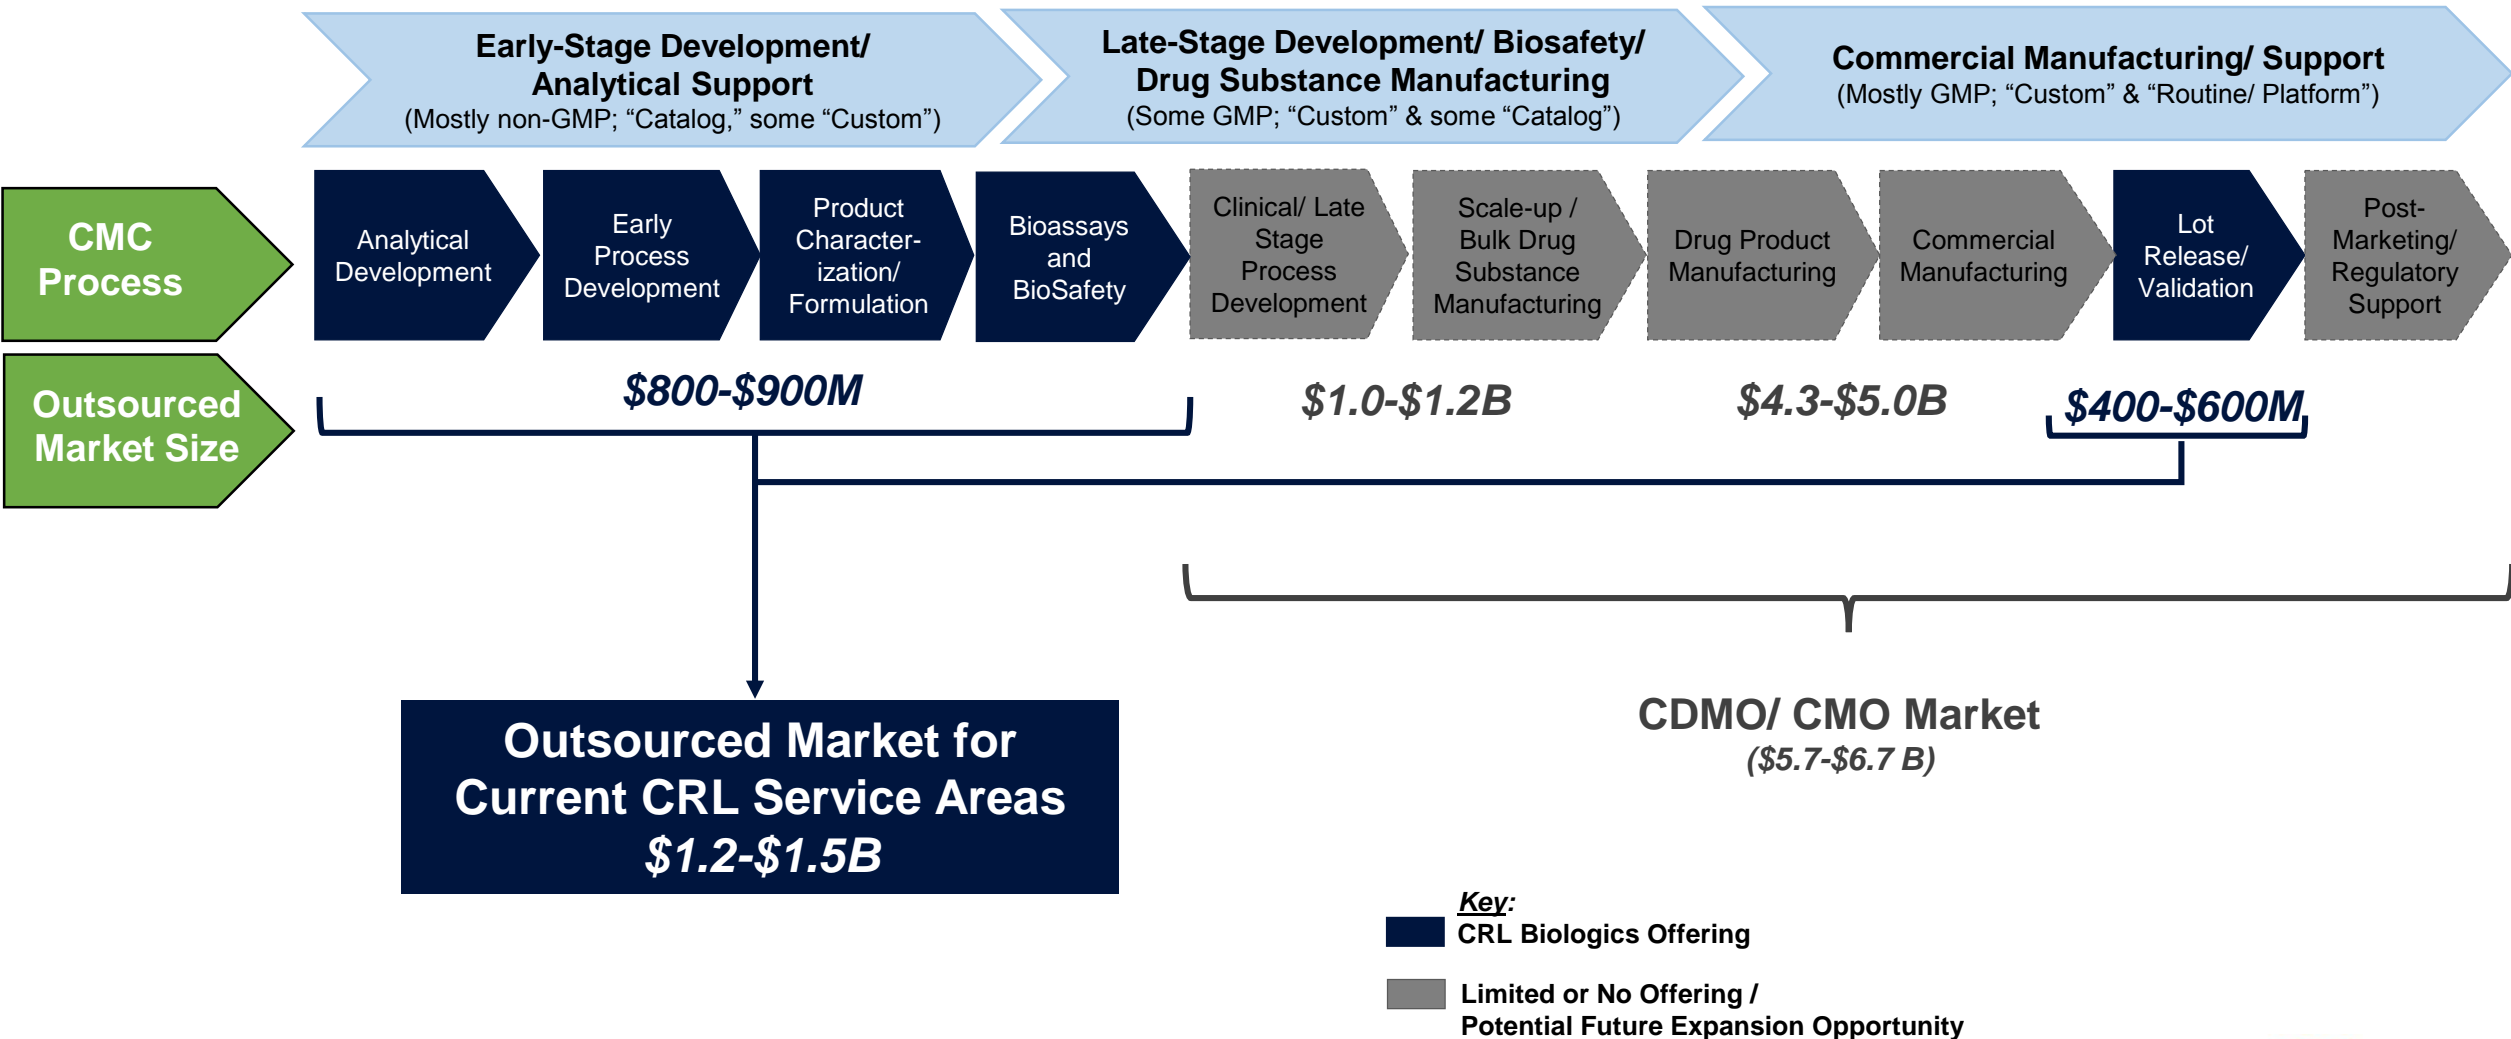 Early-Stage Development/
Analytical Support
(Mostly non-GMP; “Catalog,” some “Custom”)
Late-Stage Development/ Biosafety/
Drug Substance Manufacturing
(Some GMP; “Custom” & some “Catalog”)
Commercial Manufacturing/ Support
(Mostly GMP; “Custom” & “Routine/ Platform”)
CMC
Process
Analytical
Development
Early
Process
Development
Product
Character-
ization/
Formulation
Bioassays
and
BioSafety
Clinical/ Late
Stage
Process
Development
Scale-up /
Bulk Drug
Substance
Manufacturing
Drug Product
Manufacturing
Commercial
Manufacturing
Lot
Release/
Validation
Post-
Marketing/
Regulatory
Support
Outsourced
Market Size
$800-$900M
$1.0-$1.2B
$4.3-$5.0B
$400-$600M
Outsourced Market for
Current CRL Service Areas
$1.2-$1.5B
CDMO/ CMO Market
($5.7-$6.7 B)
Key:
CRL Biologics Offering
Limited or No Offering /
Potential Future Expansion Opportunity